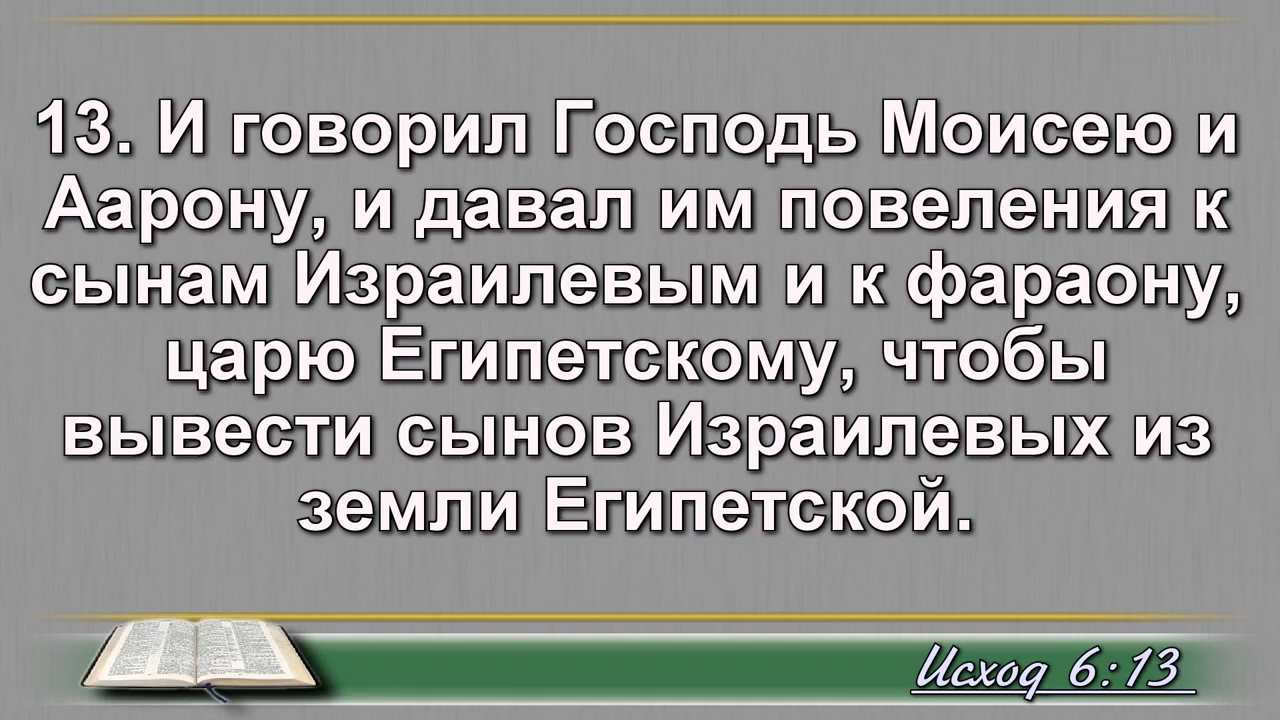 13. И говорил Господь Моисею и
Аарону, и давал им повеления к
сынам Израилевым и к фараону,
царю Египетскому, чтобы
вывести сынов Израилевых из
земли Египетской.
Исход 6:13